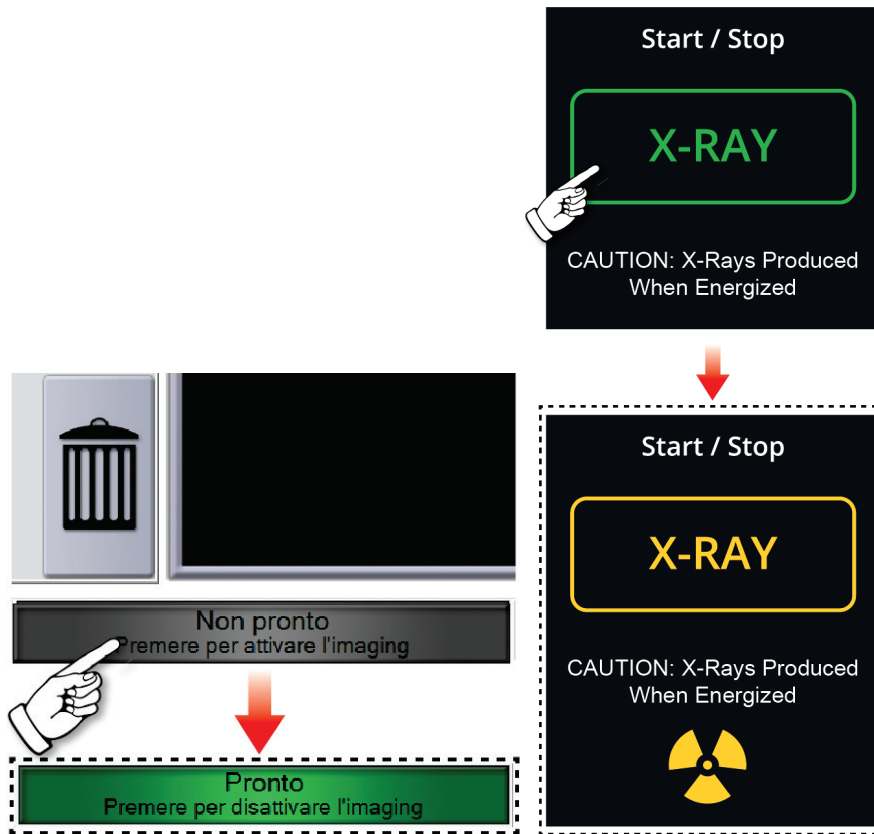 Start / Stop
X-RAY
CAUTION: X-Rays Produced
When Energized
Start / Stop
X-RAY
CAUTION: X-Rays Produced
When Energized
Non pronto
Premere per attivare l'imaging
Pronto
Premere per disattivare l'imaging